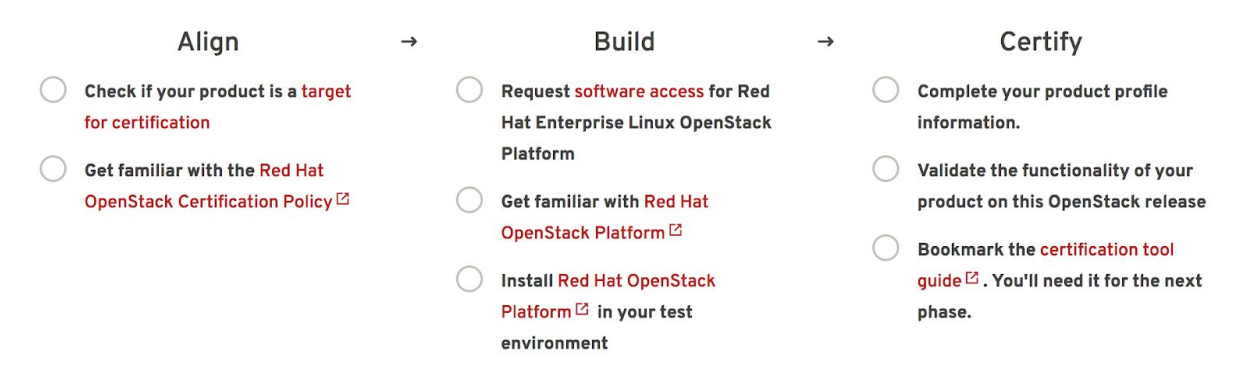 Align → Build → Certify
Check if your product is a target
for certification
Get familiar with the Red Hat
OpenStack Certification Policy
Request software access for Red
Hat Enterprise Linux OpenStack
Platform
Get familiar with Red Hat
OpenStack Platform
Install Red Hat OpenStack
Platform in your test
environment
Complete your product profile
information.
Validate the functionality of your
product on this OpenStack release
Bookmark the certification tool
guide . You'll need it for the next
phase.